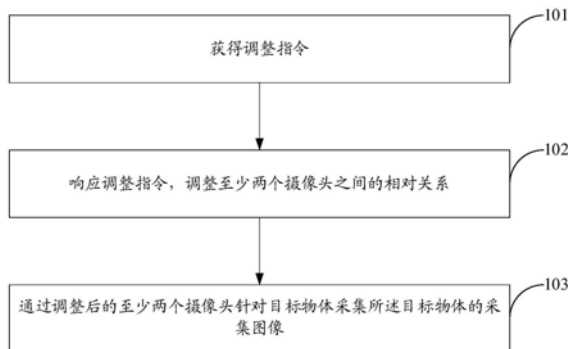 101
获得调整指令
102
响应调整指令，调整至少两个摄像头之间的相对关系
103
通过调整后的至少两个摄像头针对目标物体采集所述目标物体的采
集图像